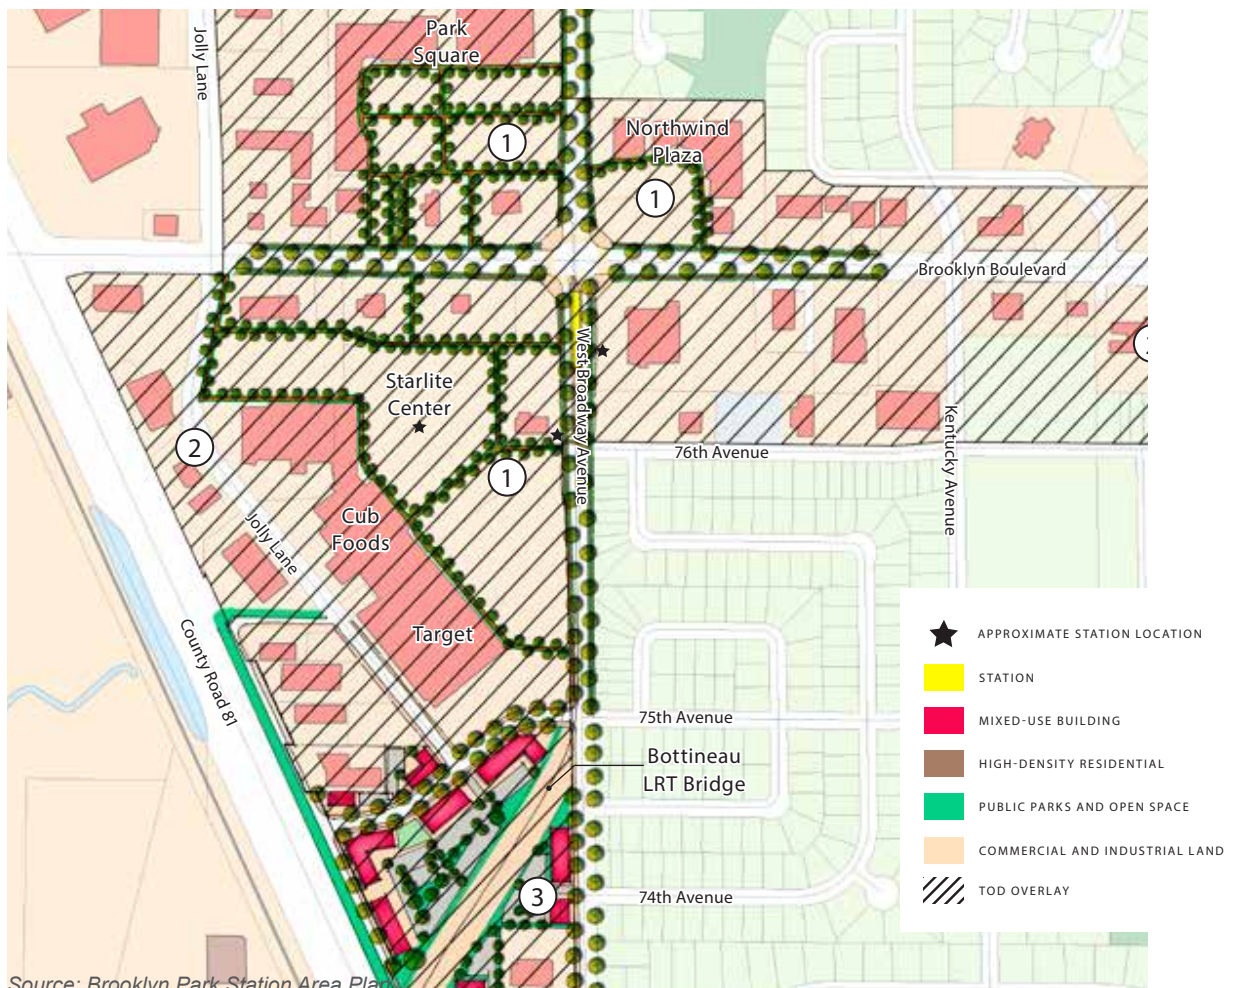 Park
Square
Jolly Lane
1
Northwind
Plaza
1
Brooklyn Boulevard
West Broadway Avenue
Starlite
Center
2
76th Avenue
Kentucky Avenue
1
Cub
Foods
Jolly Lane
Target
County Road 81
75th Avenue
Bottineau
LRT Bridge
3
74th Avenue
APPROXIMATE STATION LOCATION
STATION
MIXED-USE BUILDING
HIGH-DENSITY RESIDENTIAL
PUBLIC PARKS AND OPEN SPACE
COMMERCIAL AND INDUSTRIAL LAND
TOD OVERLAY
Source: Brooklyn Park Station Area Plan